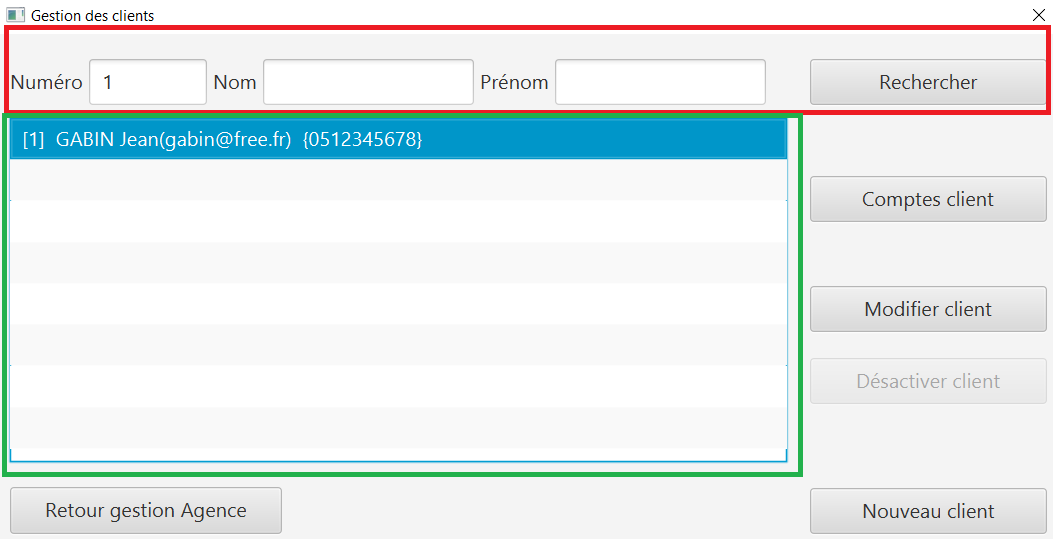 Gestion des clients
Numéro 1 Nom Prénom Rechercher
[1] GABIN Jean(gabin@free.fr) {0512345678}
Comptes client
Modifier client
Désactiver client
Retour gestion Agence Nouveau client